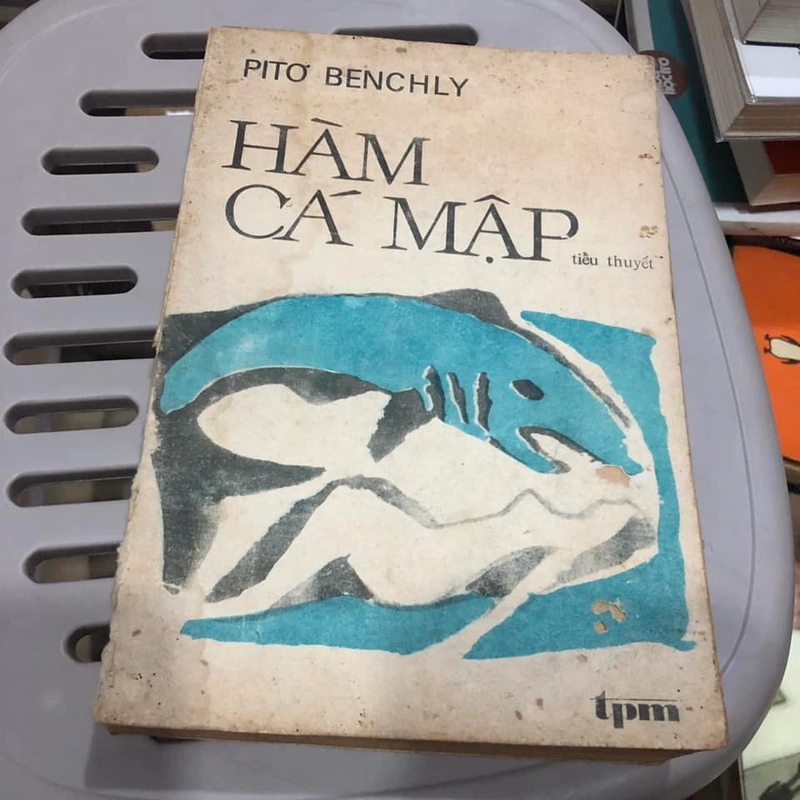 PITƠ BENCHLY
HÀM
CÁ MẬP
tiểu thuyết
tpm